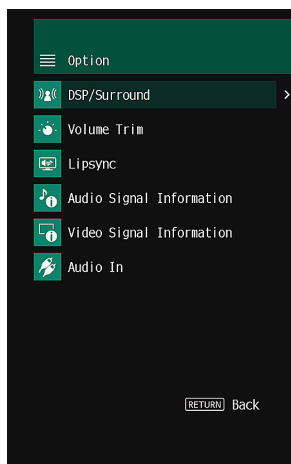 Option
DSP/Surround
Volume Trim
Lipsync
Audio Signal Information
Video Signal Information
Audio In
RETURN Back